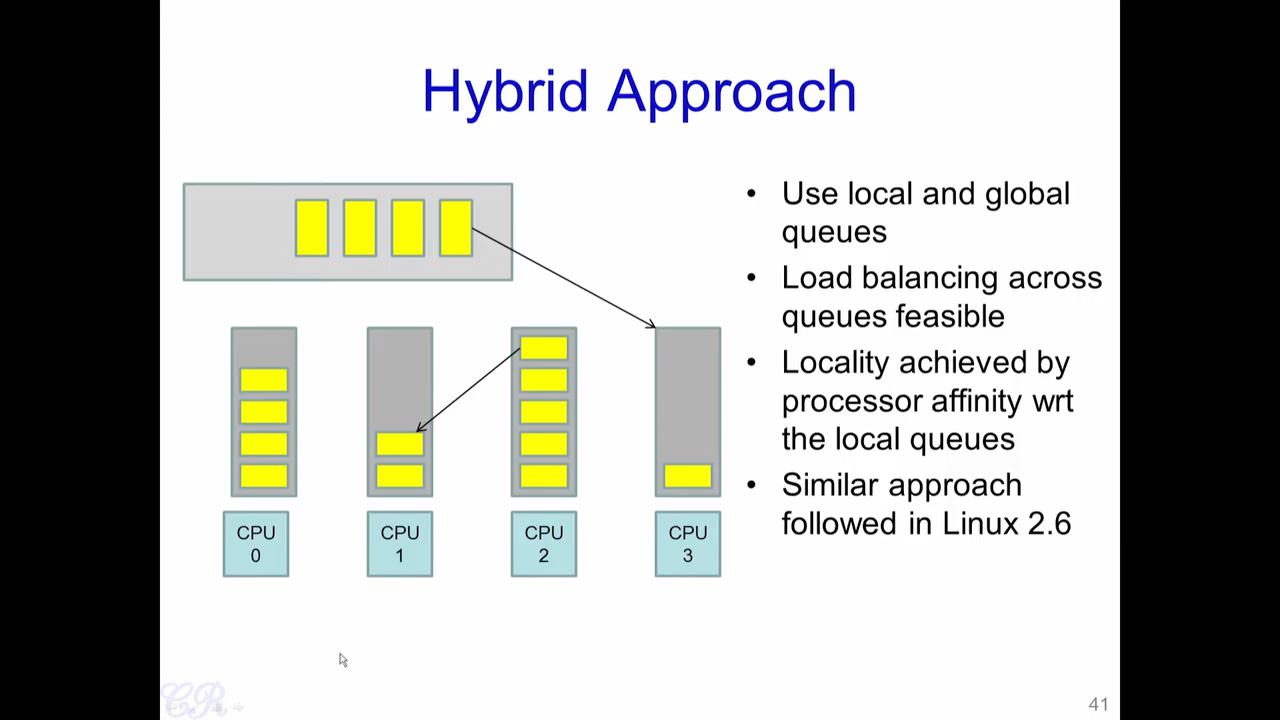 Hybrid Approach
• Use local and global
queues
• Load balancing across
queues feasible
• Locality achieved by
processor affinity wrt
the local queues
• Similar approach
followed in Linux 2.6
CPU
0
CPU
1
CPU
2
CPU
3
CR
41